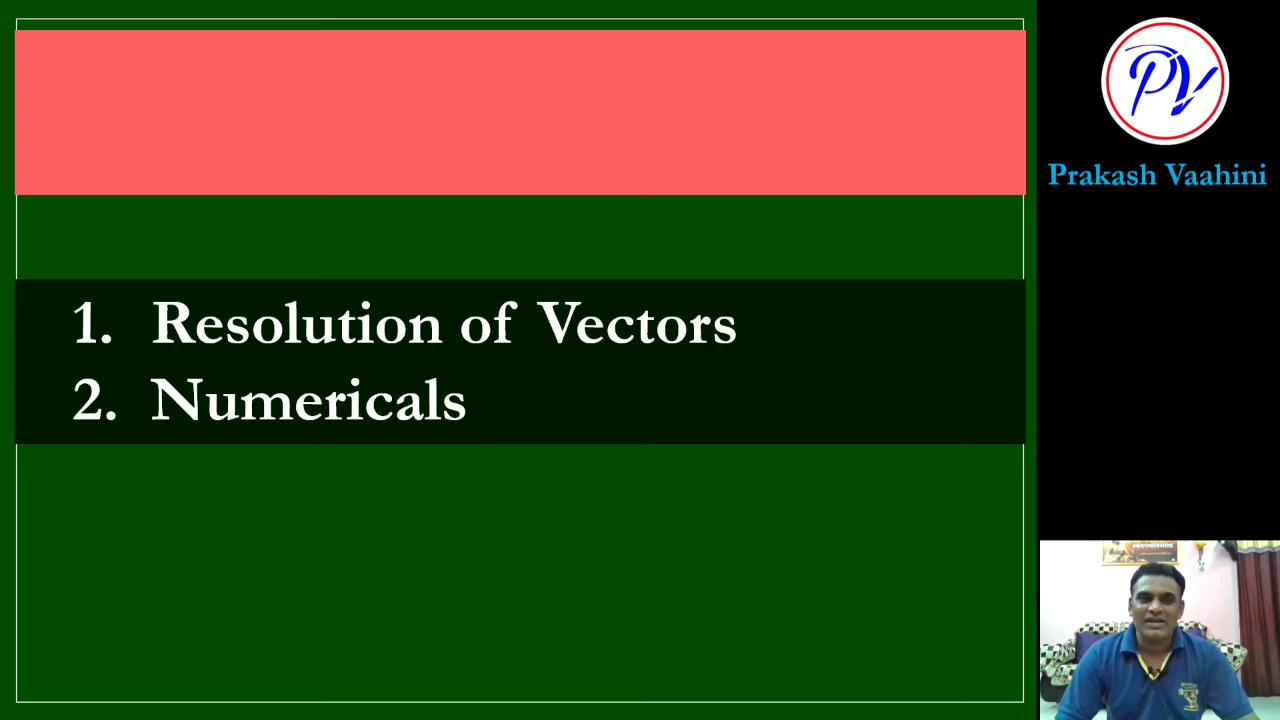 PV
Prakash Vaahini
1. Resolution of Vectors
2. Numericals